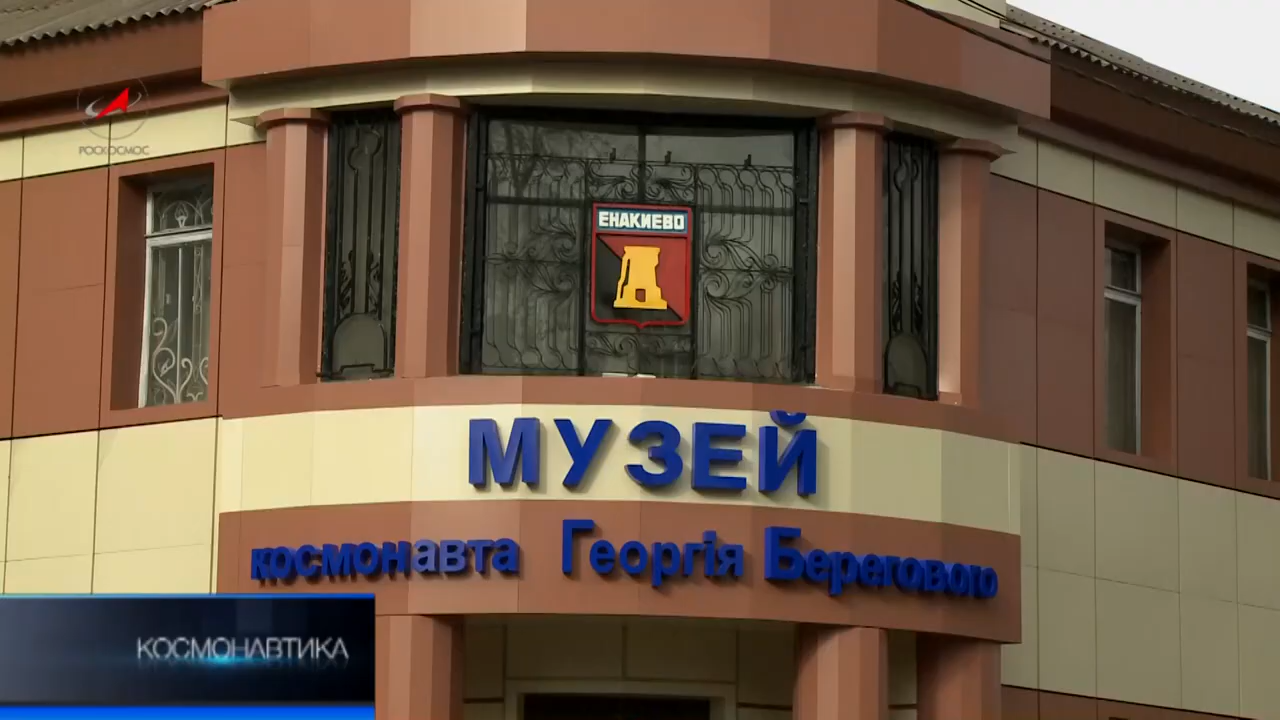 РОСКОСМОС
ЕНАКИЕВО
МУЗЕЙ
космонавта Георгія Берегового
КОСМОНАВТИКА